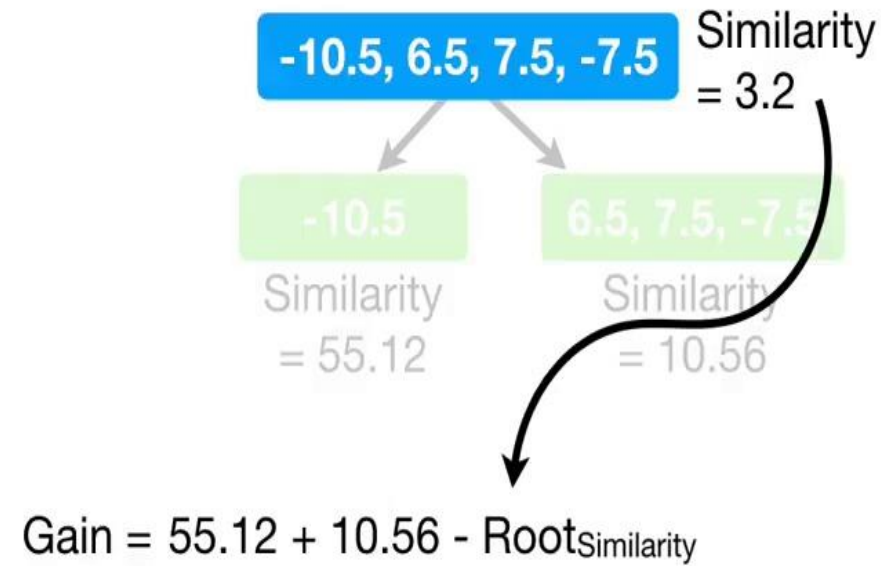 -10.5, 6.5, 7.5, -7.5
Similarity
= 3.2
-10.5
6.5, 7.5, -7.5
Similarity
= 55.12
Similarity
= 10.56
Gain = 55.12 + 10.56 - RootSimilarity